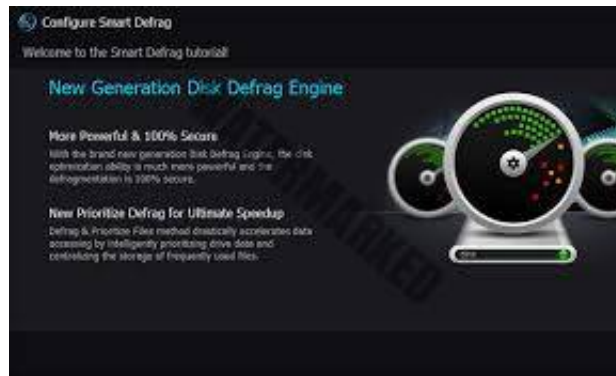 Configure Smart Defrag
Welcome to the Smart Defrag tutorial!
New Generation Disk Defrag Engine
More Powerful & 100% Secure
With the brand new generation Disk Defrag Engine, the disk
optimization ability is much more powerful and the
defragmentation is 100% secure.
New Prioritize Defrag for Ultimate Speedup
Defrag & Prioritize Files method drastically accelerates data
accessing by intelligently prioritizing drive data and
centralizing the storage of frequently used files.
WATERMARKED